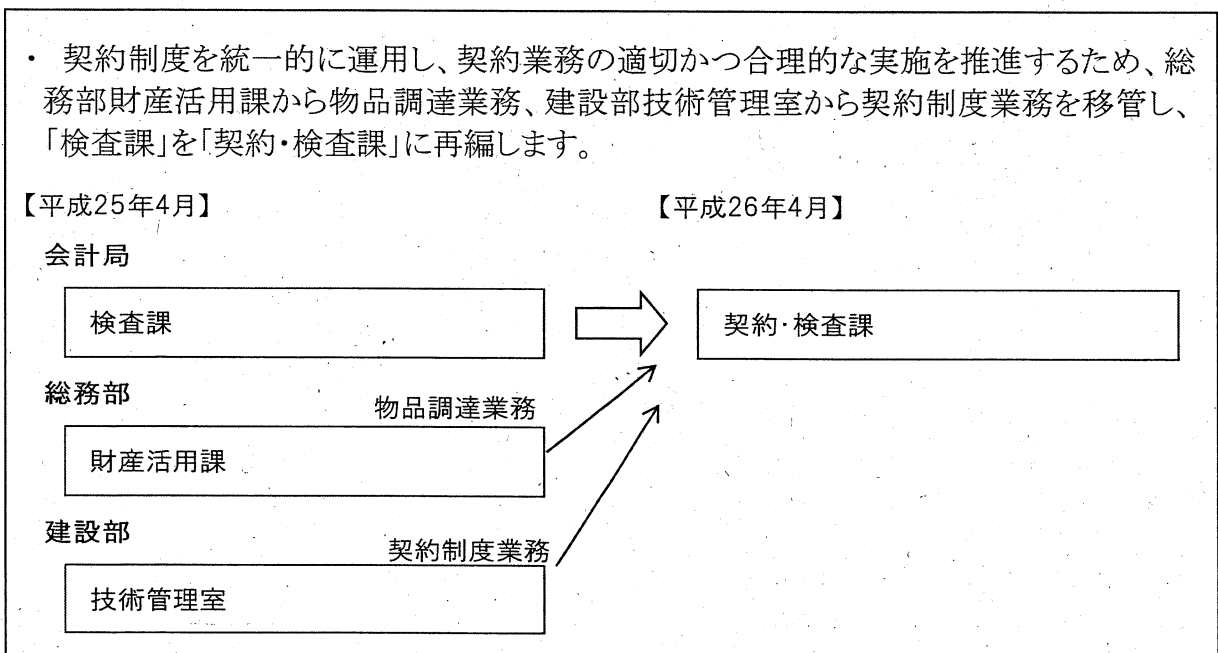 ・ 契約制度を統一的に運用し、契約業務の適切かつ合理的な実施を推進するため、総
務部財産活用課から物品調達業務、建設部技術管理室から契約制度業務を移管し、
「検査課」を「契約・検査課」に再編します。
【平成25年4月】
【平成26年4月】
会計局
検査課
契約・検査課
総務部
物品調達業務
財産活用課
建設部
契約制度業務
技術管理室